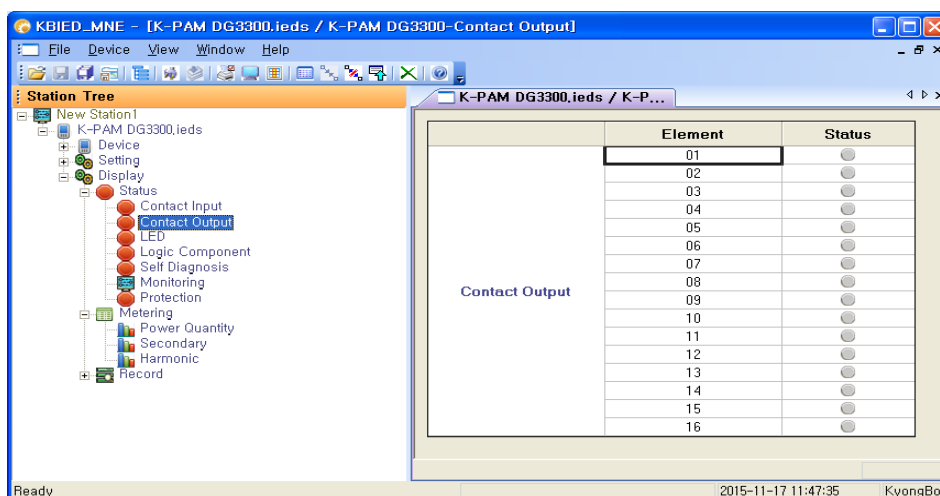 KBIED_MNE - [K-PAM DG3300.ieds / K-PAM DG3300-Contact Output]
File Device View Window Help
Station Tree
New Station1
K-PAM DG3300.ieds
Device
Setting
Display
Status
Contact Input
Contact Output
LED
Logic Component
Self Diagnosis
Monitoring
Protection
Metering
Power Quantity
Secondary
Harmonic
Record
K-PAM DG3300.ieds / K-P...
Element Status
Contact Output
01
02
03
04
05
06
07
08
09
10
11
12
13
14
15
16
Ready 2015-11-17 11:47:35 KyongBo